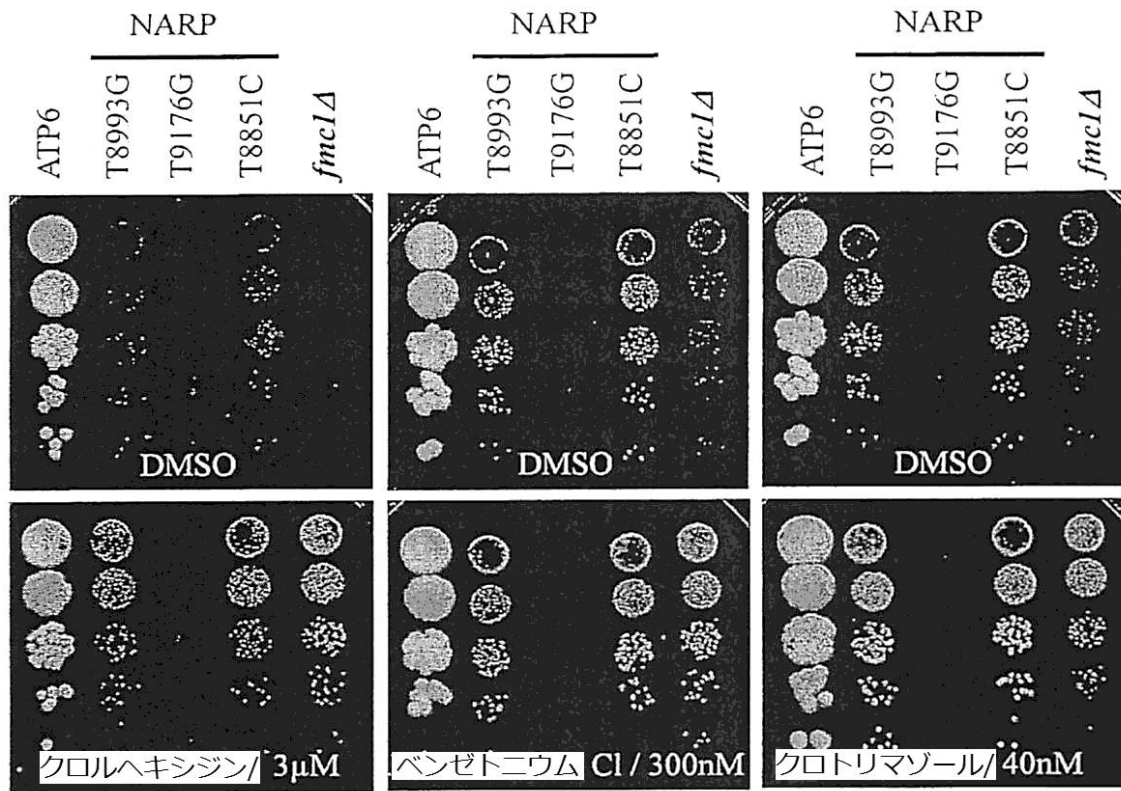 NARP
NARP
NARP
ATP6
T8993G
T9176G
T8851C
fmc1Δ
ATP6
T8993G
T9176G
T8851C
fmc1Δ
ATP6
T8993G
T9176G
T8851C
fmc1Δ
DMSO
DMSO
DMSO
クロルヘキシジン/ 3μM
ベンゼトニウム Cl / 300nM
クロトリマゾール/ 40nM